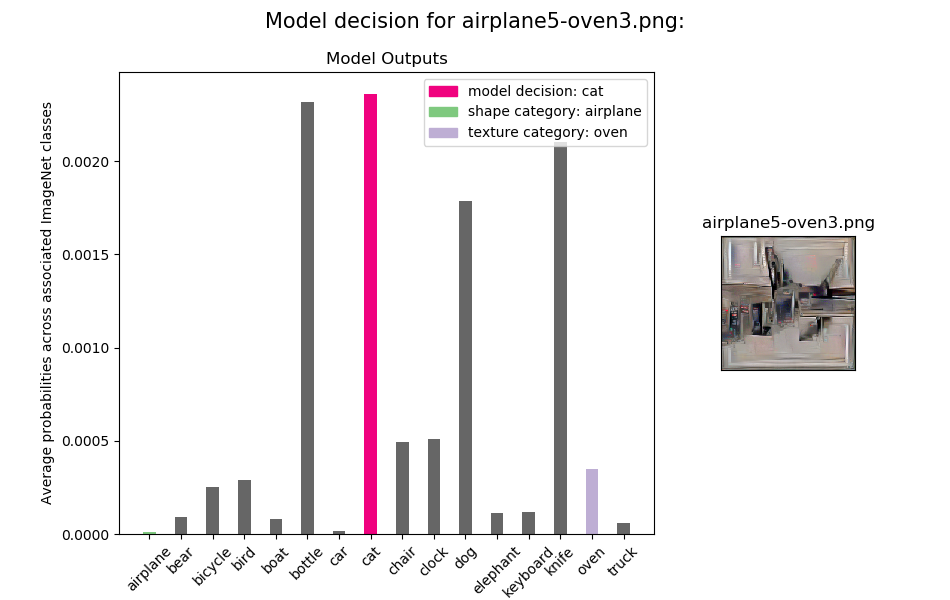 Model decision for airplane5-oven3.png:
Model Outputs
model decision: cat
shape category: airplane
texture category: oven
Average probabilities across associated ImageNet classes
0.0020
0.0015
0.0010
0.0005
0.0000
airplane
bear
bicycle
bird
boat
bottle
car
cat
chair
clock
dog
elephant
keyboard
knife
oven
truck
airplane5-oven3.png